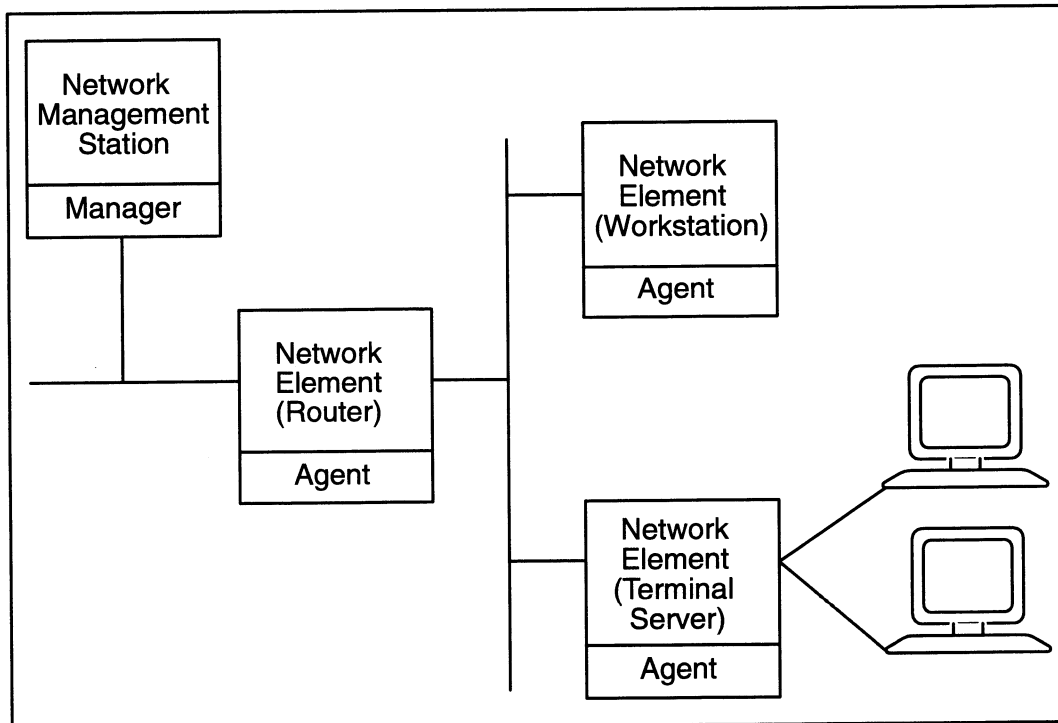 Network
Management
Station
Manager
Network
Element
(Workstation)
Agent
Network
Element
(Router)
Agent
Network
Element
(Terminal
Server)
Agent